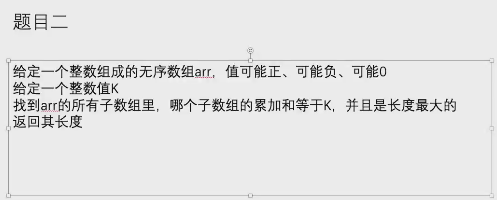 题目二
给定一个整数组成的无序数组arr，值可能正、可能负、可能0
给定一个整数值K
找到arr的所有子数组里，哪个子数组的累加和等于K，并且是长度最大的
返回其长度